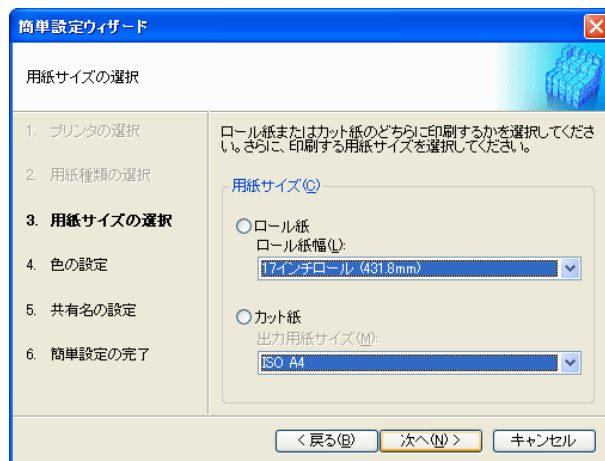 簡単設定ウィザード
用紙サイズの選択
1. プリンタの選択
2. 用紙種類の選択
3. 用紙サイズの選択
4. 色の設定
5. 共有名の設定
6. 簡単設定の完了
ロール紙またはカット紙のどちらに印刷するかを選択してくださ
い。さらに、印刷する用紙サイズを選択してください。
用紙サイズ(C)
ロール紙
ロール紙幅(L):
17インチロール (431.8mm)
カット紙
出力用紙サイズ(M):
ISO A4
< 戻る(B)
次へ(N) >
キャンセル